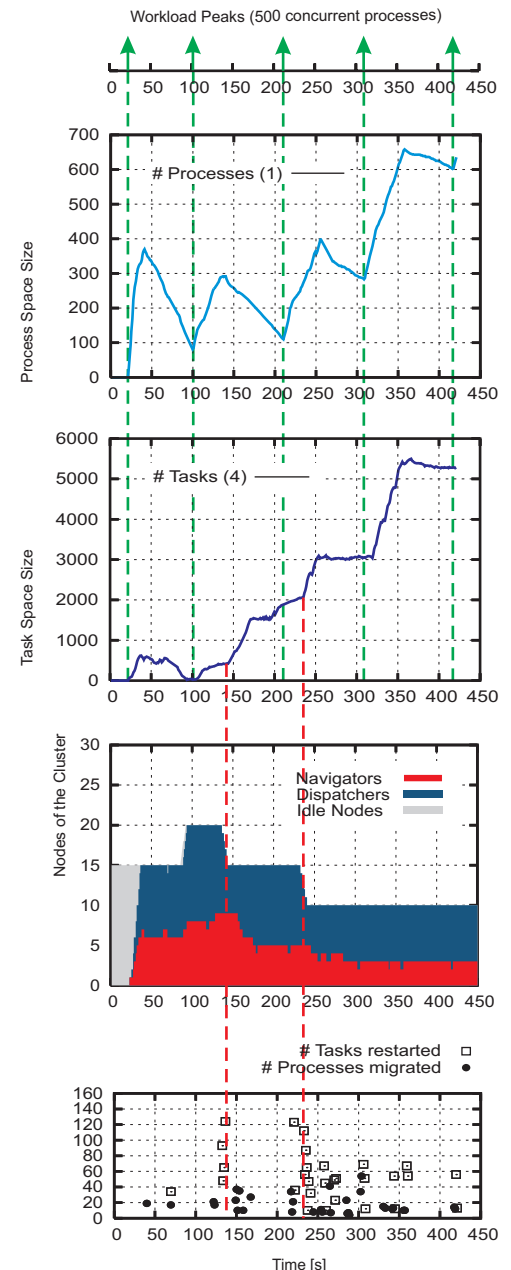 Workload Peaks (500 concurrent processes)
0 50 100 150 200 250 300 350 400 450
700
600
500
400
300
200
100
0
Process Space Size
# Processes (1)
0 50 100 150 200 250 300 350 400 450
6000
5000
4000
3000
2000
1000
0
Task Space Size
# Tasks (4)
0 50 100 150 200 250 300 350 400 450
30
25
20
15
10
5
0
Nodes of the Cluster
Navigators
Dispatchers
Idle Nodes
0 50 100 150 200 250 300 350 400 450
# Tasks restarted
# Processes migrated
160
140
120
100
80
60
40
20
0
0 50 100 150 200 250 300 350 400 450
Time [s]